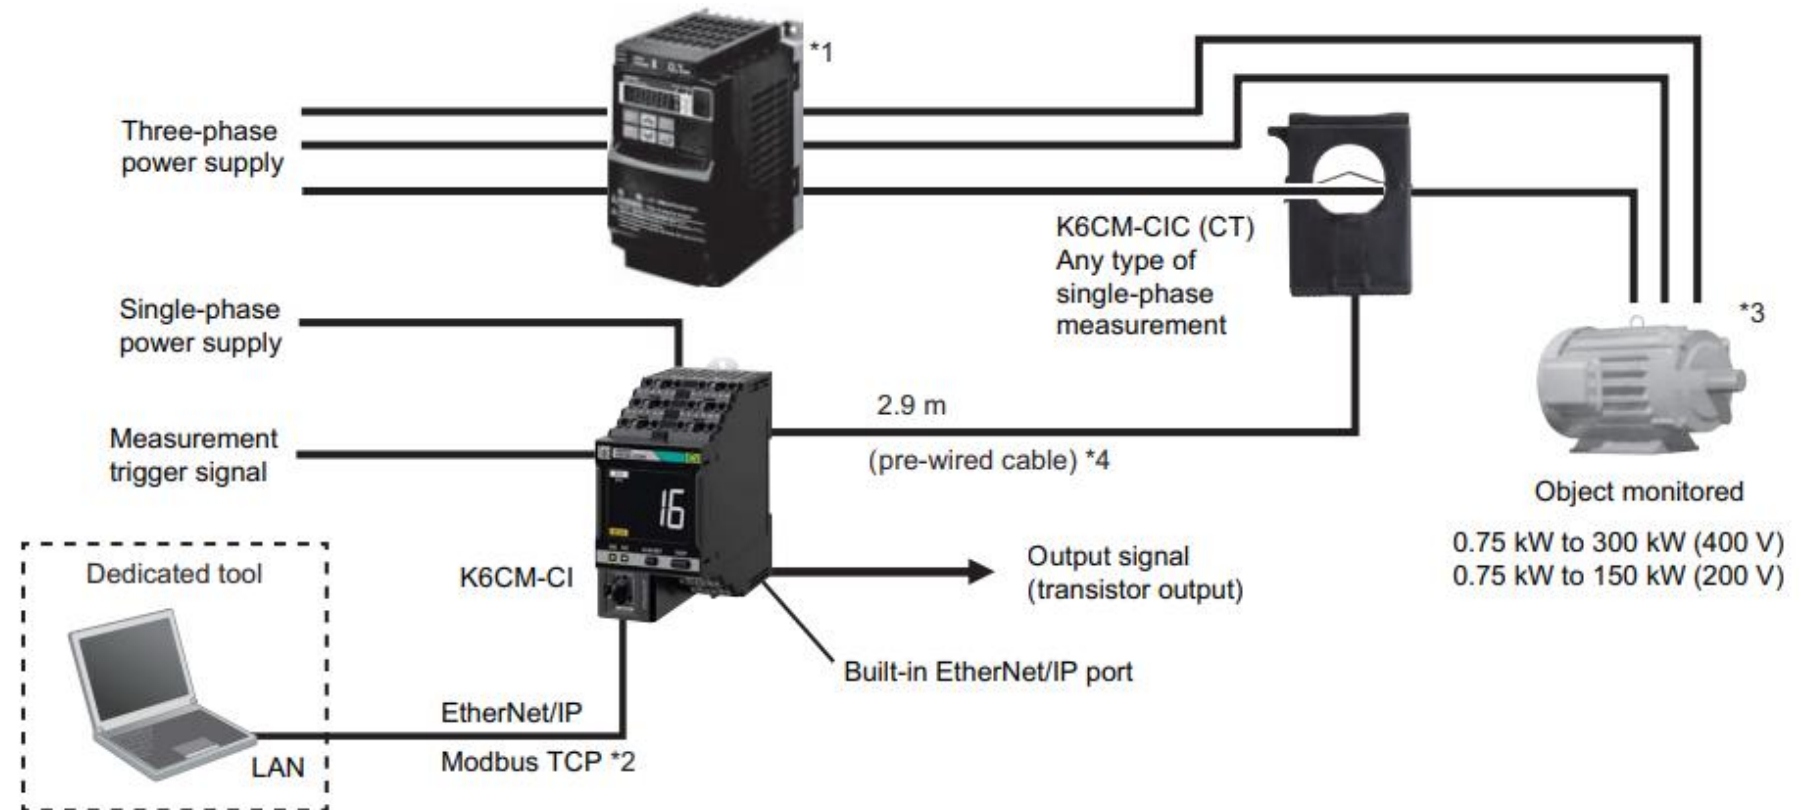 *1
Three-phase
power supply
K6CM-CIC (CT)
Any type of
single-phase
measurement
Single-phase
power supply
*3
2.9 m
(pre-wired cable) *4
Measurement
trigger signal
16
Object monitored
0.75 kW to 300 kW (400 V)
0.75 kW to 150 kW (200 V)
Output signal
(transistor output)
K6CM-CI
Dedicated tool
Built-in EtherNet/IP port
EtherNet/IP
Modbus TCP *2
LAN